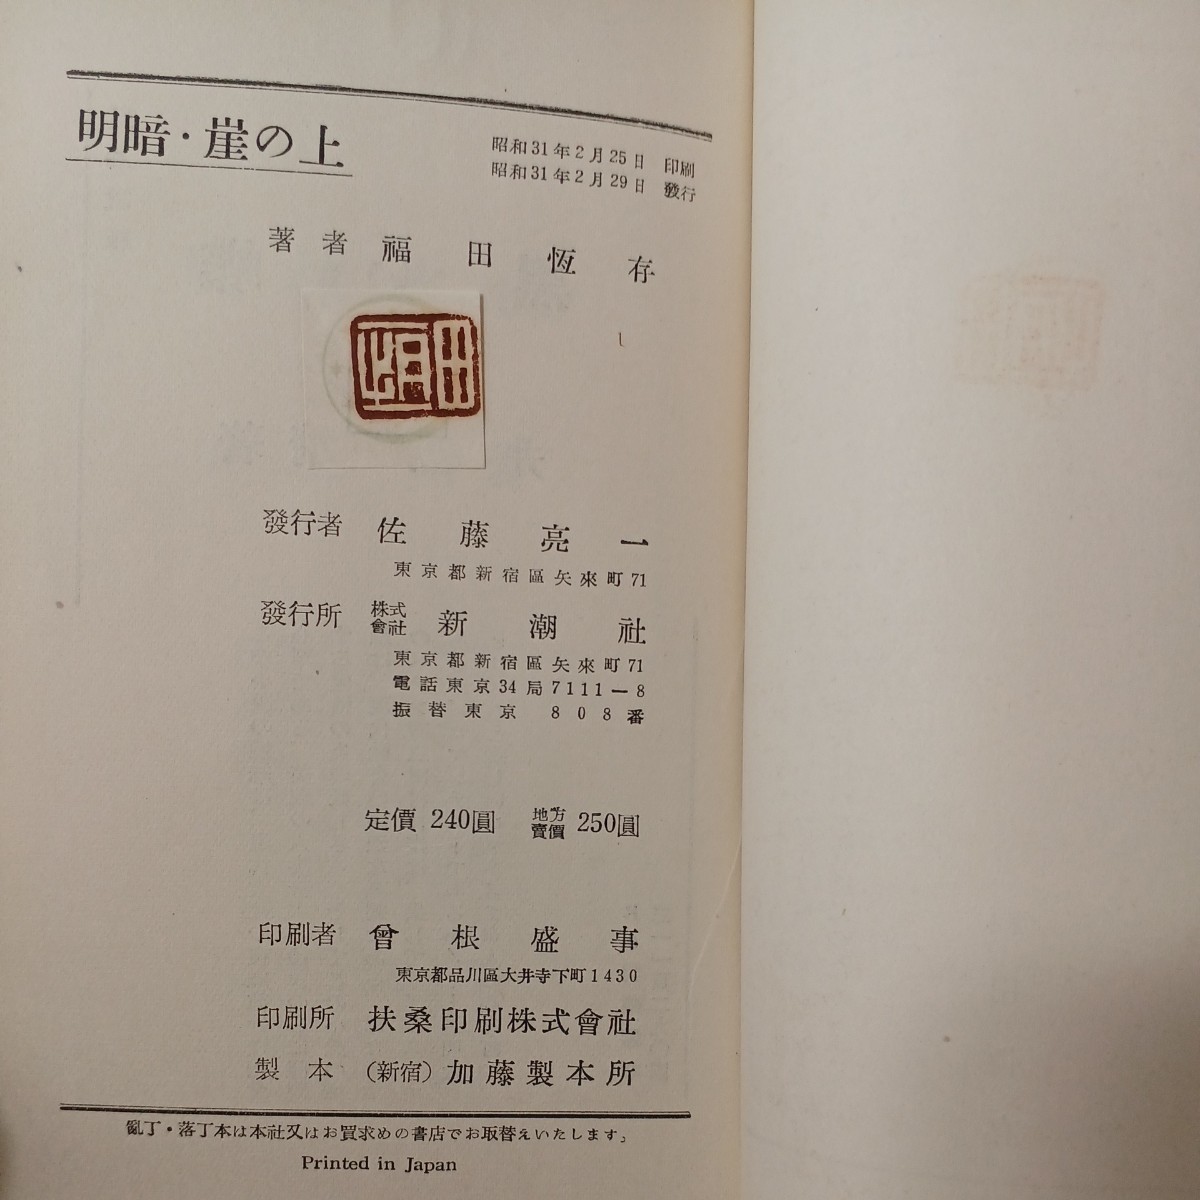 明暗・崖の上
昭和31年2月25日 印刷
昭和31年2月29日 發行
著者 福田恆存
發行者 佐藤亮一
東京都新宿區矢來町71
發行所 株式會社 新潮社
東京都新宿區矢來町71
電話東京34局7111−8
振替東京 808番
定價 240圓 地方賣價 250圓
印刷者 曾根盛事
東京都品川區大井寺下町1430
印刷所 扶桑印刷株式會社
製本 (新宿) 加藤製本所
亂丁・落丁本は本社又はお買求めの書店でお取替えいたします。
Printed in Japan